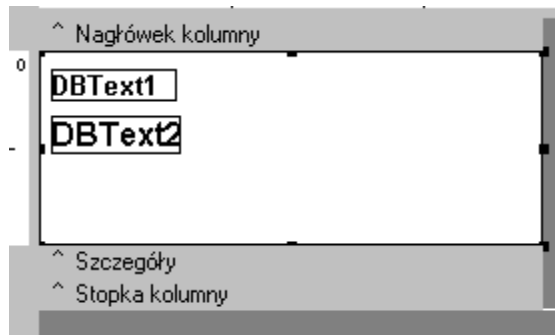 ^ Nagłówek kolumny
0
DBText1
DBText2
^ Szczegóły
^ Stopka kolumny